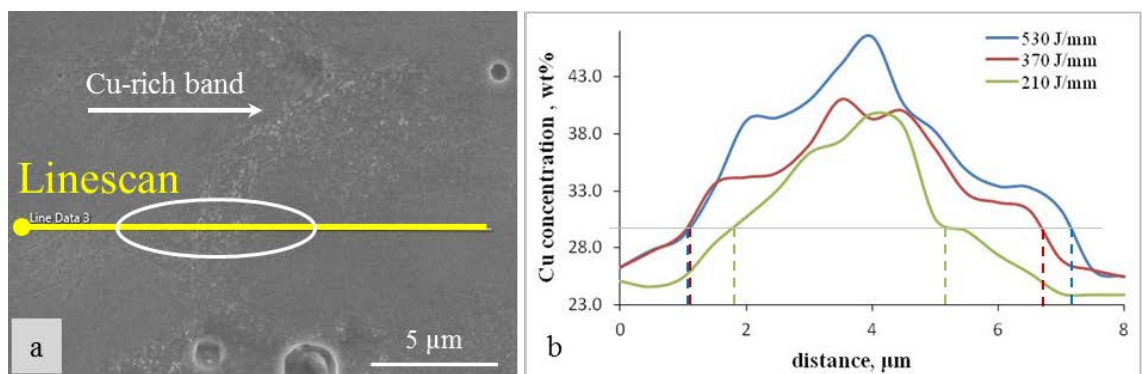 Cu-rich band
Linescan
Line Data 3
5 µm
a
530 J/mm
370 J/mm
210 J/mm
Cu concentration , wt%
43.0
38.0
33.0
28.0
23.0
0 2 4 6 8
distance, µm
b